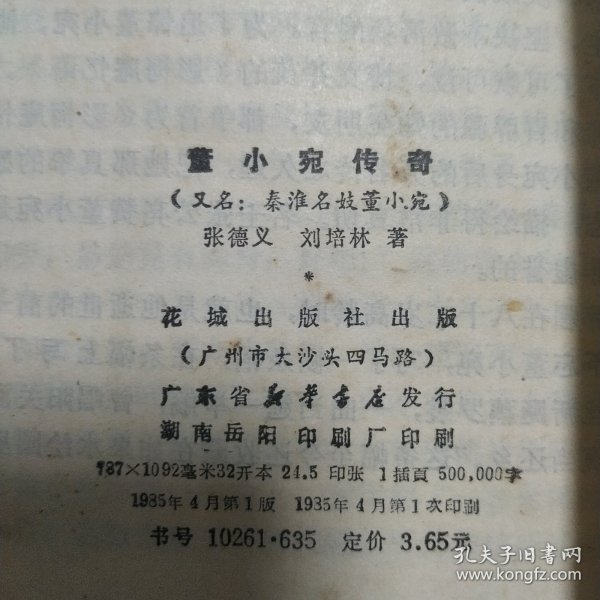 董小宛传奇
(又名：秦淮名妓董小宛)
张德义 刘培林 著
*
花城出版社出版
(广州市大沙头四马路)
广东省新华书店发行
湖南岳阳印刷厂印刷
787×1092毫米32开本 24.5 印张 1插頁 500,000字
1985年4月第1版 1985年4月第1次印刷
书号 10261·635 定价 3.65元
孔夫子旧书网
www.kongfz.com